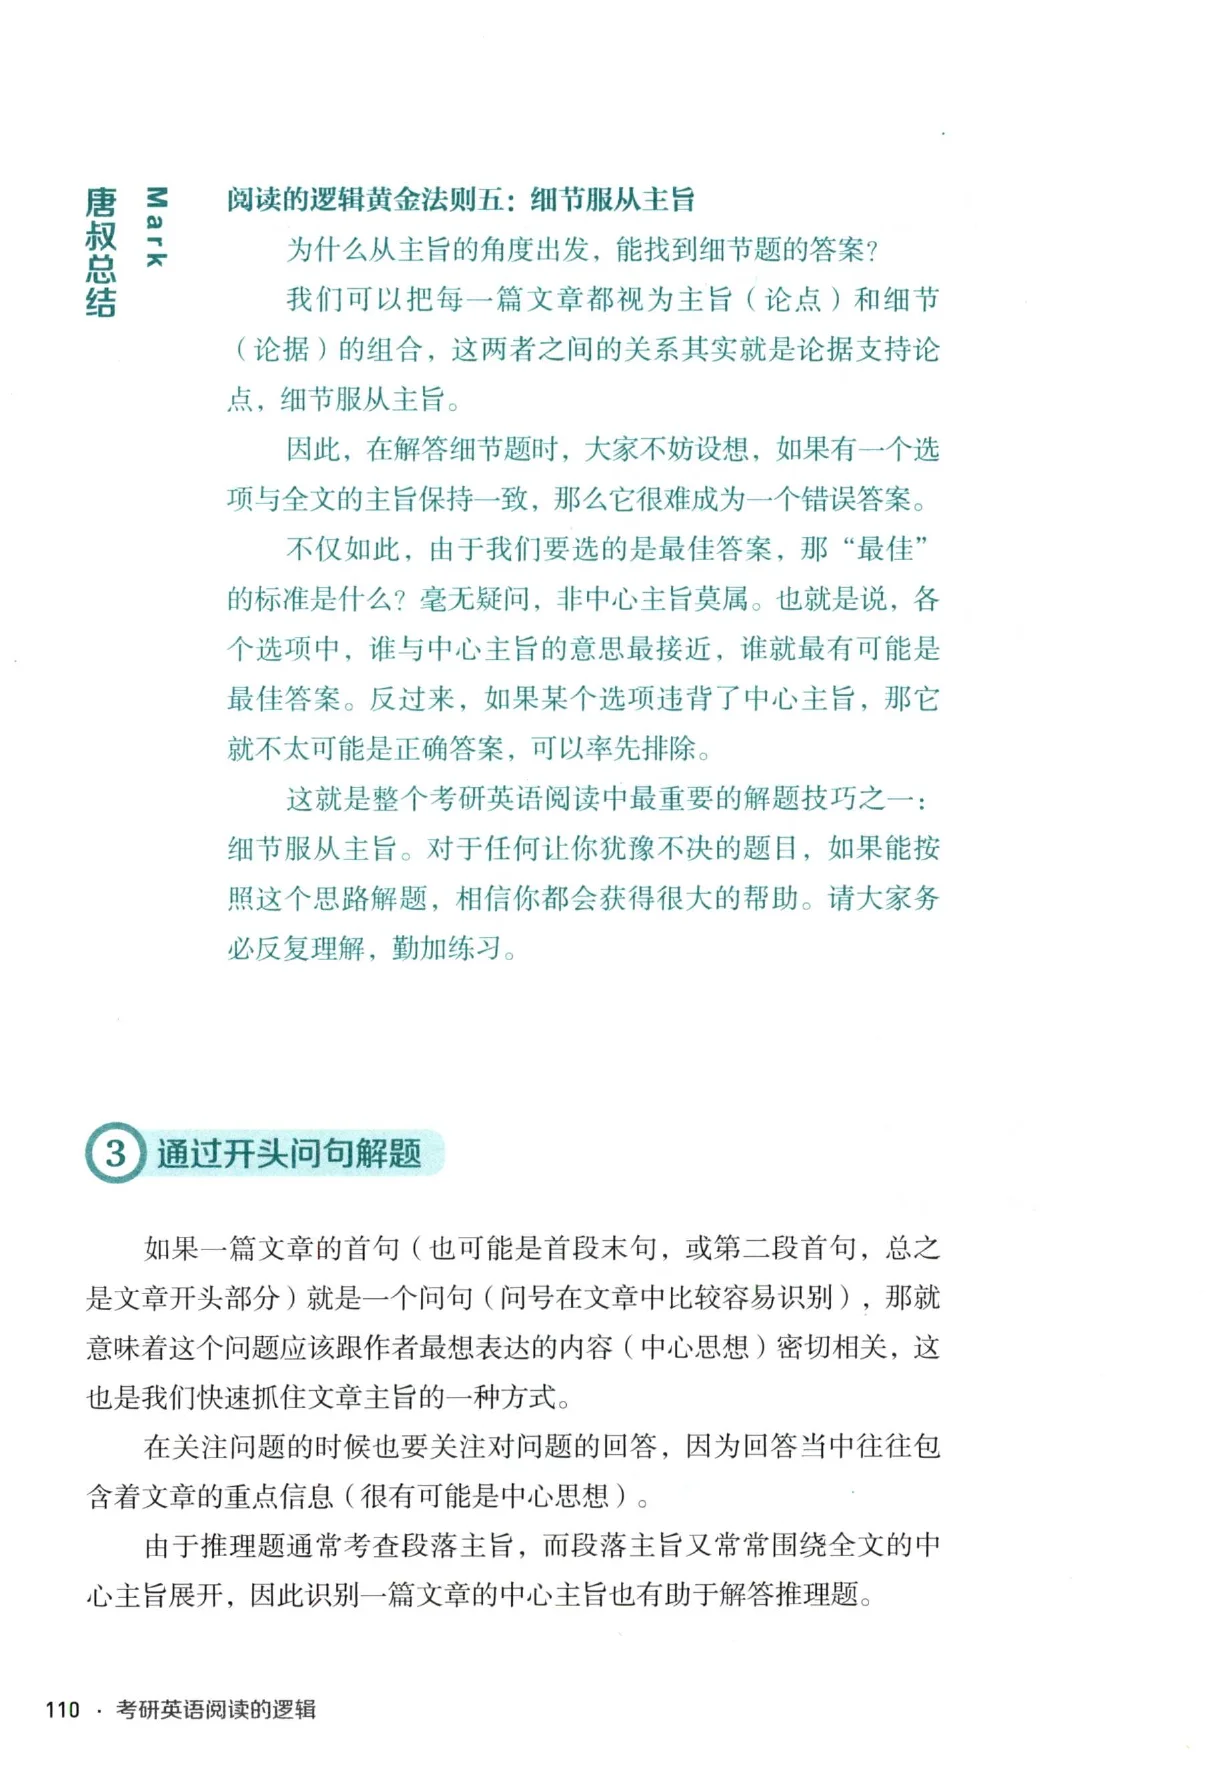 唐叔总结
Mark
阅读的逻辑黄金法则五：细节服从主旨
为什么从主旨的角度出发，能找到细节题的答案？
我们可以把每一篇文章都视为主旨（论点）和细节
（论据）的组合，这两者之间的关系其实就是论据支持论
点，细节服从主旨。
因此，在解答细节题时，大家不妨设想，如果有一个选
项与全文的主旨保持一致，那么它很难成为一个错误答案。
不仅如此，由于我们要选的是最佳答案，那“最佳”
的标准是什么？毫无疑问，非中心主旨莫属。也就是说，各
个选项中，谁与中心主旨的意思最接近，谁就最有可能是
最佳答案。反过来，如果某个选项违背了中心主旨，那它
就不太可能是正确答案，可以率先排除。
这就是整个考研英语阅读中最重要的解题技巧之一：
细节服从主旨。对于任何让你犹豫不决的题目，如果能按
照这个思路解题，相信你都会获得很大的帮助。请大家务
必反复理解，勤加练习。
3 通过开头问句解题
如果一篇文章的首句（也可能是首段末句，或第二段首句，总之
是文章开头部分）就是一个问句（问号在文章中比较容易识别），那就
意味着这个问题应该跟作者最想表达的内容（中心思想）密切相关，这
也是我们快速抓住文章主旨的一种方式。
在关注问题的时候也要关注对问题的回答，因为回答当中往往包
含着文章的重点信息（很有可能是中心思想）。
由于推理题通常考查段落主旨，而段落主旨又常常围绕全文的中
心主旨展开，因此识别一篇文章的中心主旨也有助于解答推理题。
110 · 考研英语阅读的逻辑